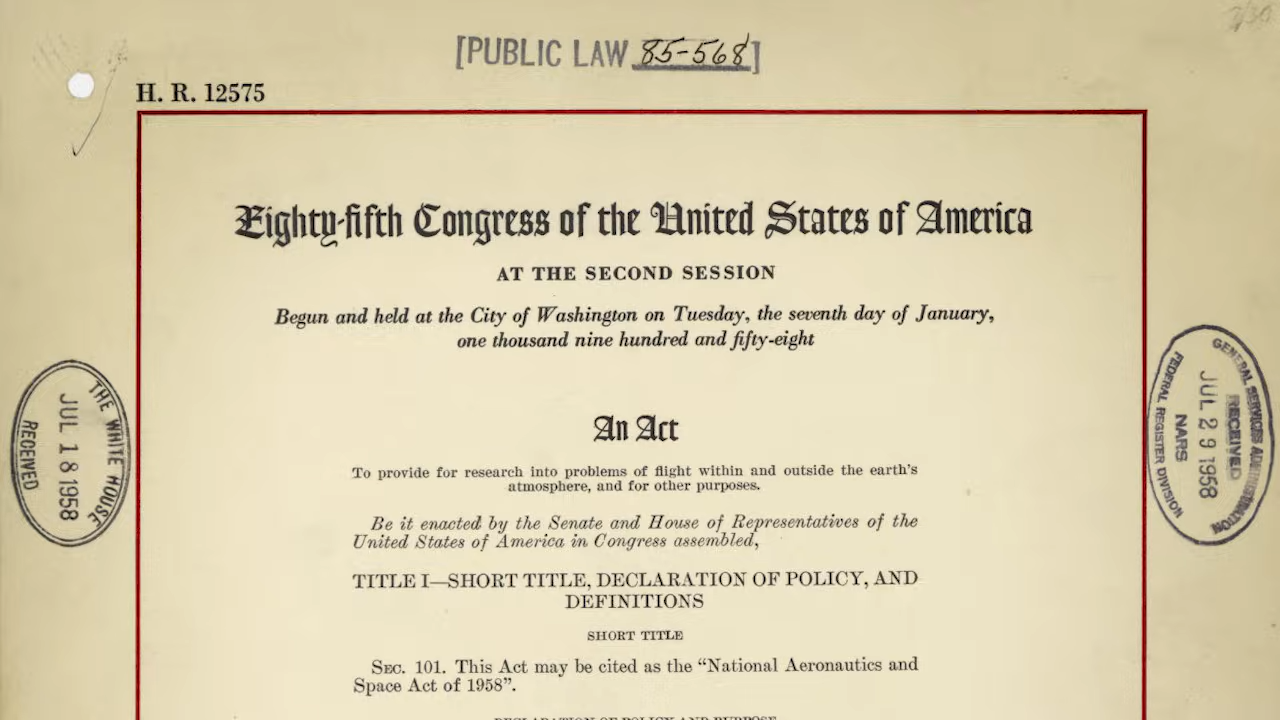 [PUBLIC LAW 85-568]
H. R. 12575
Eighty-fifth Congress of the United States of America
AT THE SECOND SESSION
Begun and held at the City of Washington on Tuesday, the seventh day of January,
one thousand nine hundred and fifty-eight
An Act
To provide for research into problems of flight within and outside the earth's
atmosphere, and for other purposes.
Be it enacted by the Senate and House of Representatives of the
United States of America in Congress assembled,
TITLE I—SHORT TITLE, DECLARATION OF POLICY, AND
DEFINITIONS
SHORT TITLE
SEC. 101. This Act may be cited as the “National Aeronautics and
Space Act of 1958”.
DECLARATION OF POLICY AND PURPOSE
THE WHITE HOUSE
JUL 18 1958
RECEIVED
GENERAL SERVICES ADMINISTRATION
RECEIVED
JUL 29 1958
NARS
FEDERAL REGISTER DIVISION